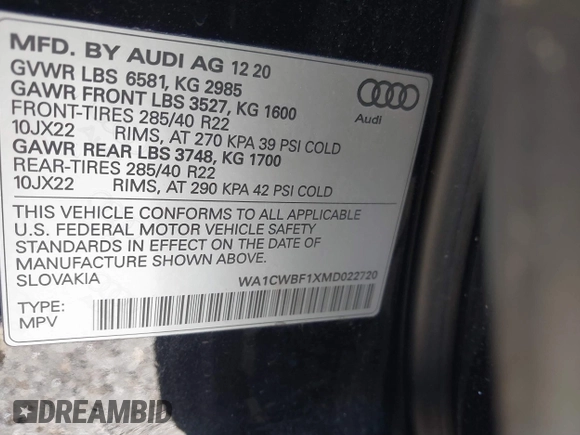 MFD. BY AUDI AG 12 20
GVWR LBS 6581, KG 2985
GAWR FRONT LBS 3527, KG 1600
FRONT-TIRES 285/40 R22
10JX22 RIMS, AT 270 KPA 39 PSI COLD
GAWR REAR LBS 3748, KG 1700
REAR-TIRES 285/40 R22
10JX22 RIMS, AT 290 KPA 42 PSI COLD
Audi
THIS VEHICLE CONFORMS TO ALL APPLICABLE
U.S. FEDERAL MOTOR VEHICLE SAFETY
STANDARDS IN EFFECT ON THE DATE OF
MANUFACTURE SHOWN ABOVE.
SLOVAKIA WA1CWBF1XMD022720
TYPE:
MPV
DREAMBID